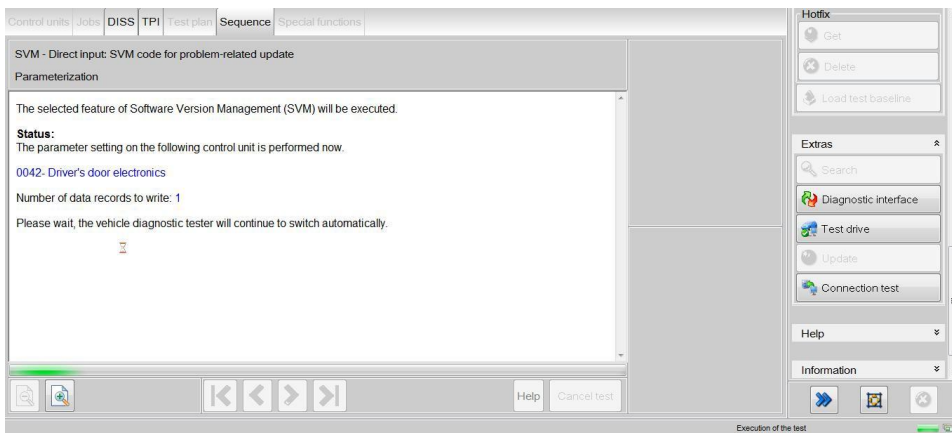 Control units Jobs DISS TPI Test plan Sequence Special functions
SVM - Direct input: SVM code for problem-related update
Parameterization
The selected feature of Software Version Management (SVM) will be executed.
Status:
The parameter setting on the following control unit is performed now.
0042- Driver's door electronics
Number of data records to write: 1
Please wait, the vehicle diagnostic tester will continue to switch automatically.
Help Cancel test
Hotfix
Get
Delete
Load test baseline
Extras
Search
Diagnostic interface
Test drive
Update
Connection test
Help
Information
Execution of the test